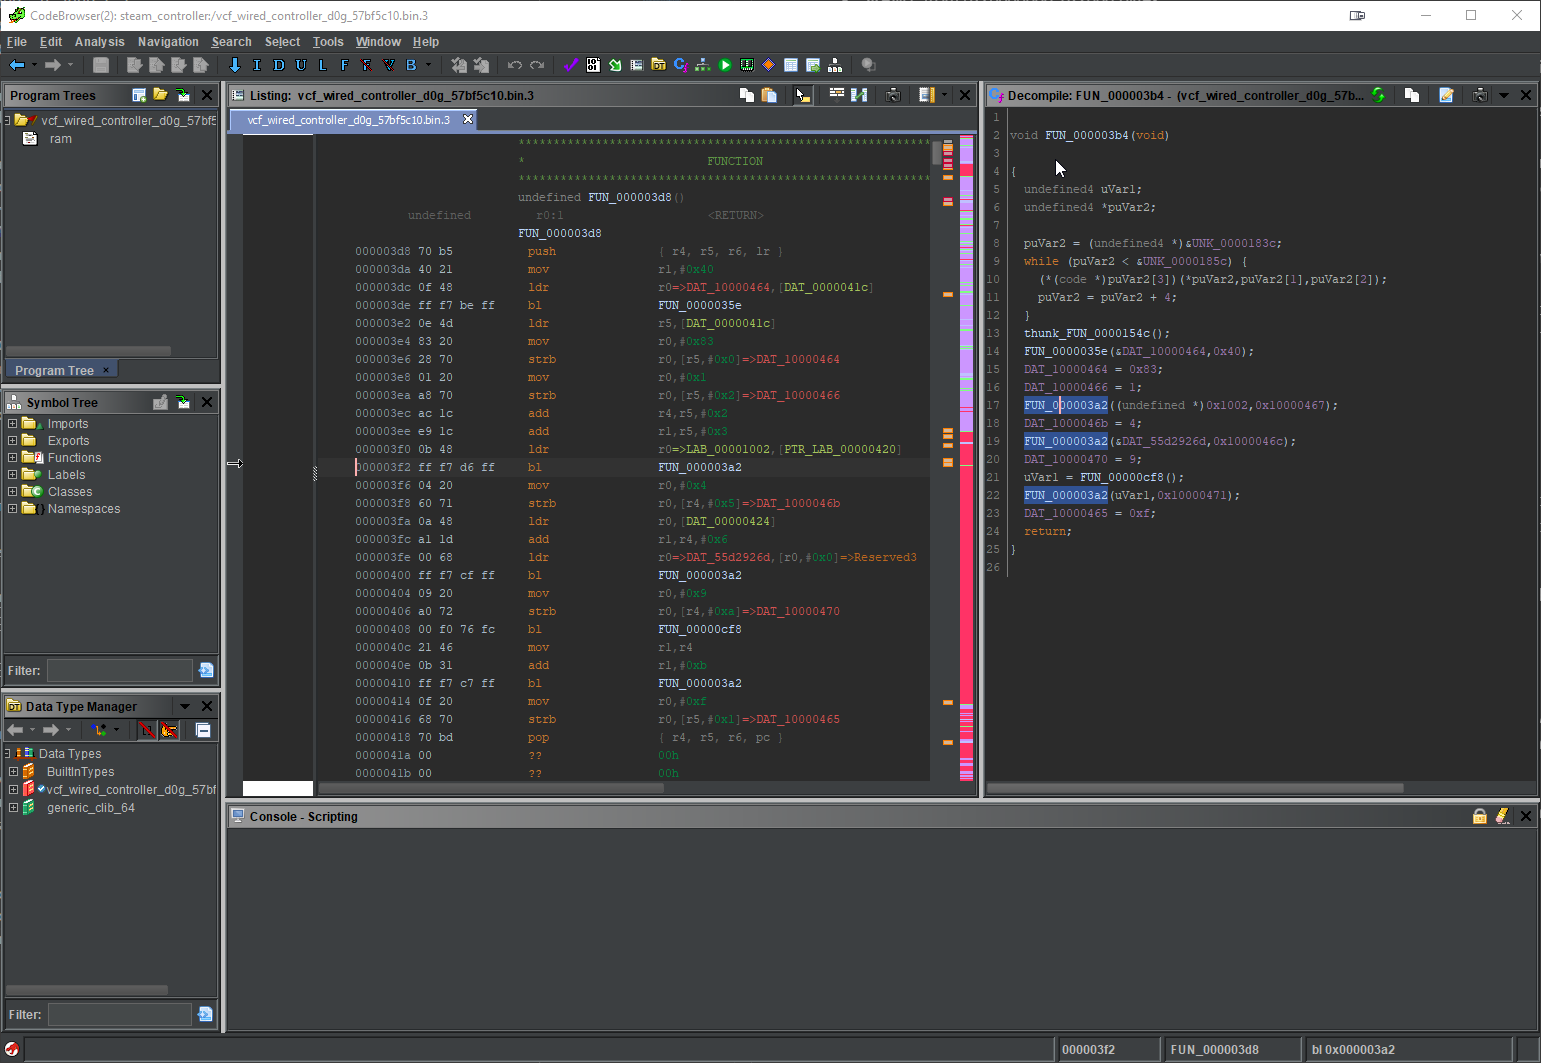 CodeBrowser(2): steam_controller:/vcf_wired_controller_d0g_57bf5c10.bin.3
File Edit Analysis Navigation Search Select Tools Window Help
I D U L F V B
Program Trees
vcf_wired_controller_d0g_57bf5
ram
Program Tree ×
Symbol Tree
Imports
Exports
Functions
Labels
Classes
Namespaces
Filter:
Data Type Manager
Data Types
BuiltInTypes
vcf_wired_controller_d0g_57bf
generic_clib_64
Filter:
Listing: vcf_wired_controller_d0g_57bf5c10.bin.3
vcf_wired_controller_d0g_57bf5c10.bin.3
* FUNCTION
undefined FUN_000003d8()
undefined r0:1 <RETURN>
FUN_000003d8
000003d8 70 b5 push { r4, r5, r6, lr }
000003da 40 21 mov r1,#0x40
000003dc 0f 48 ldr r0=>DAT_10000464,[DAT_0000041c]
000003de ff f7 be ff bl FUN_0000035e
000003e2 0e 4d ldr r5,[DAT_0000041c]
000003e4 83 20 mov r0,#0x83
000003e6 28 70 strb r0,[r5,#0x0]=>DAT_10000464
000003e8 01 20 mov r0,#0x1
000003ea a8 70 strb r0,[r5,#0x2]=>DAT_10000466
000003ec ac 1c add r4,r5,#0x2
000003ee e9 1c add r1,r5,#0x3
000003f0 0b 48 ldr r0=>LAB_00001002,[PTR_LAB_00000420]
000003f2 ff f7 d6 ff bl FUN_000003a2
000003f6 04 20 mov r0,#0x4
000003f8 60 71 strb r0,[r4,#0x5]=>DAT_1000046b
000003fa 0a 48 ldr r0,[DAT_00000424]
000003fc a1 1d add r1,r4,#0x6
000003fe 00 68 ldr r0=>DAT_55d2926d,[r0,#0x0]=>Reserved3
00000400 ff f7 cf ff bl FUN_000003a2
00000404 09 20 mov r0,#0x9
00000406 a0 72 strb r0,[r4,#0xa]=>DAT_10000470
00000408 00 f0 76 fc bl FUN_00000cf8
0000040c 21 46 mov r1,r4
0000040e 0b 31 add r1,#0xb
00000410 ff f7 c7 ff bl FUN_000003a2
00000414 0f 20 mov r0,#0xf
00000416 68 70 strb r0,[r5,#0x1]=>DAT_10000465
00000418 70 bd pop { r4, r5, r6, pc }
0000041a 00 ?? 00h
0000041b 00 ?? 00h
Decompile: FUN_000003b4 - (vcf_wired_controller_d0g_57b...
1
2 void FUN_000003b4(void)
3
4 {
5 undefined4 uVar1;
6 undefined4 *puVar2;
7
8 puVar2 = (undefined4 *)&UNK_0000183c;
9 while (puVar2 < &UNK_0000185c) {
10 (*(code *)puVar2[3])(*puVar2,puVar2[1],puVar2[2]);
11 puVar2 = puVar2 + 4;
12 }
13 thunk_FUN_0000154c();
14 FUN_0000035e(&DAT_10000464,0x40);
15 DAT_10000464 = 0x83;
16 DAT_10000466 = 1;
17 FUN_000003a2((undefined *)0x1002,0x10000467);
18 DAT_1000046b = 4;
19 FUN_000003a2(&DAT_55d2926d,0x1000046c);
20 DAT_10000470 = 9;
21 uVar1 = FUN_00000cf8();
22 FUN_000003a2(uVar1,0x10000471);
23 DAT_10000465 = 0xf;
24 return;
25 }
26
Console - Scripting
000003f2 FUN_000003d8 bl 0x000003a2